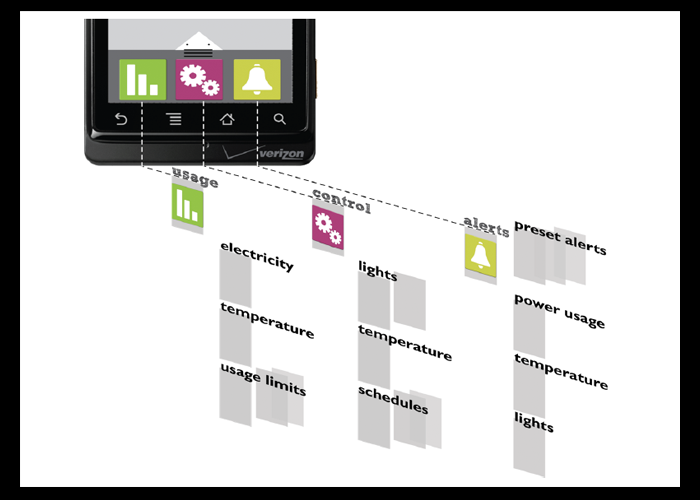 verizon
usage
control
alerts
preset alerts
electricity
lights
power usage
temperature
temperature
temperature
usage limits
schedules
lights